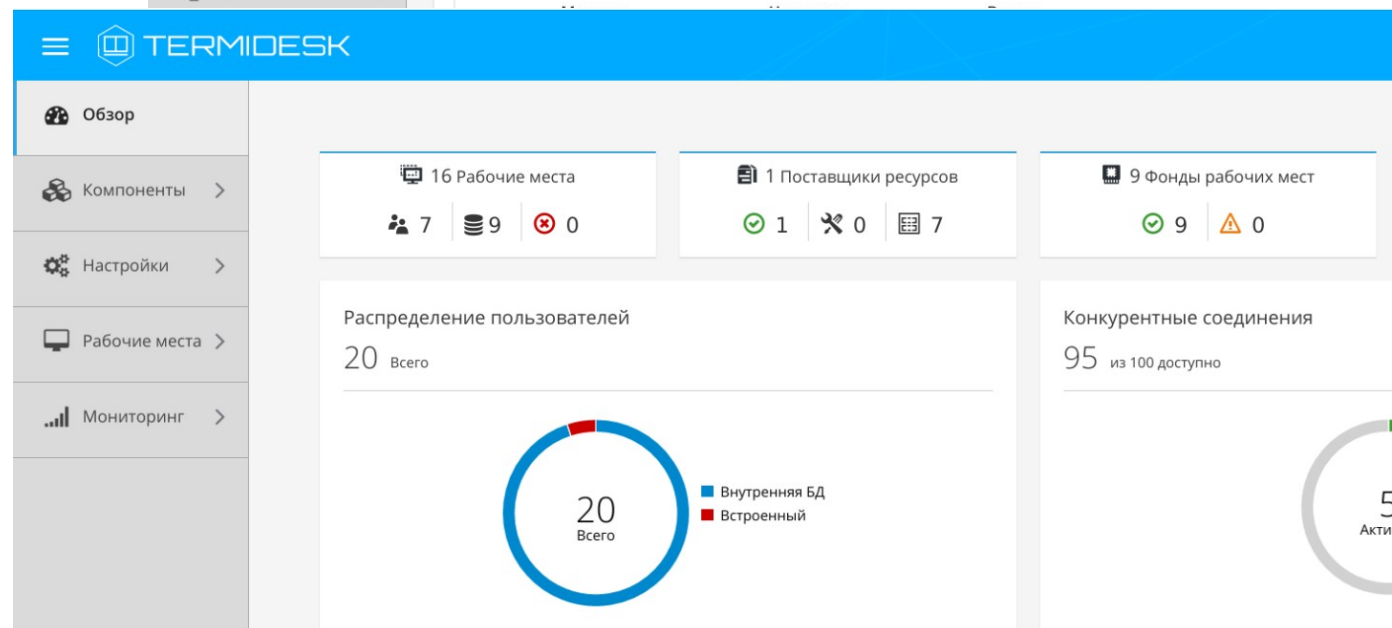 TERMIDESK
Обзор
Компоненты
Настройки
Рабочие места
Мониторинг
16 Рабочие места
7 9 0
1 Поставщики ресурсов
1 0 7
9 Фонды рабочих мест
9 0
Распределение пользователей
20 Всего
20
Всего
Внутренняя БД
Встроенный
Конкурентные соединения
95 из 100 доступно
5
Акти